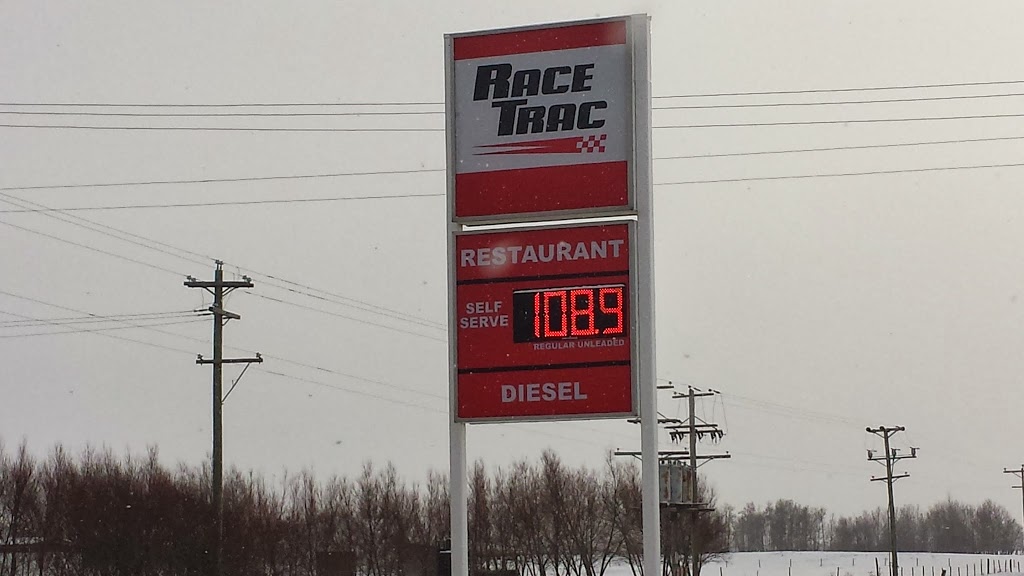 RACE
TRAC
RESTAURANT
SELF
SERVE
108.9
REGULAR UNLEADED
DIESEL